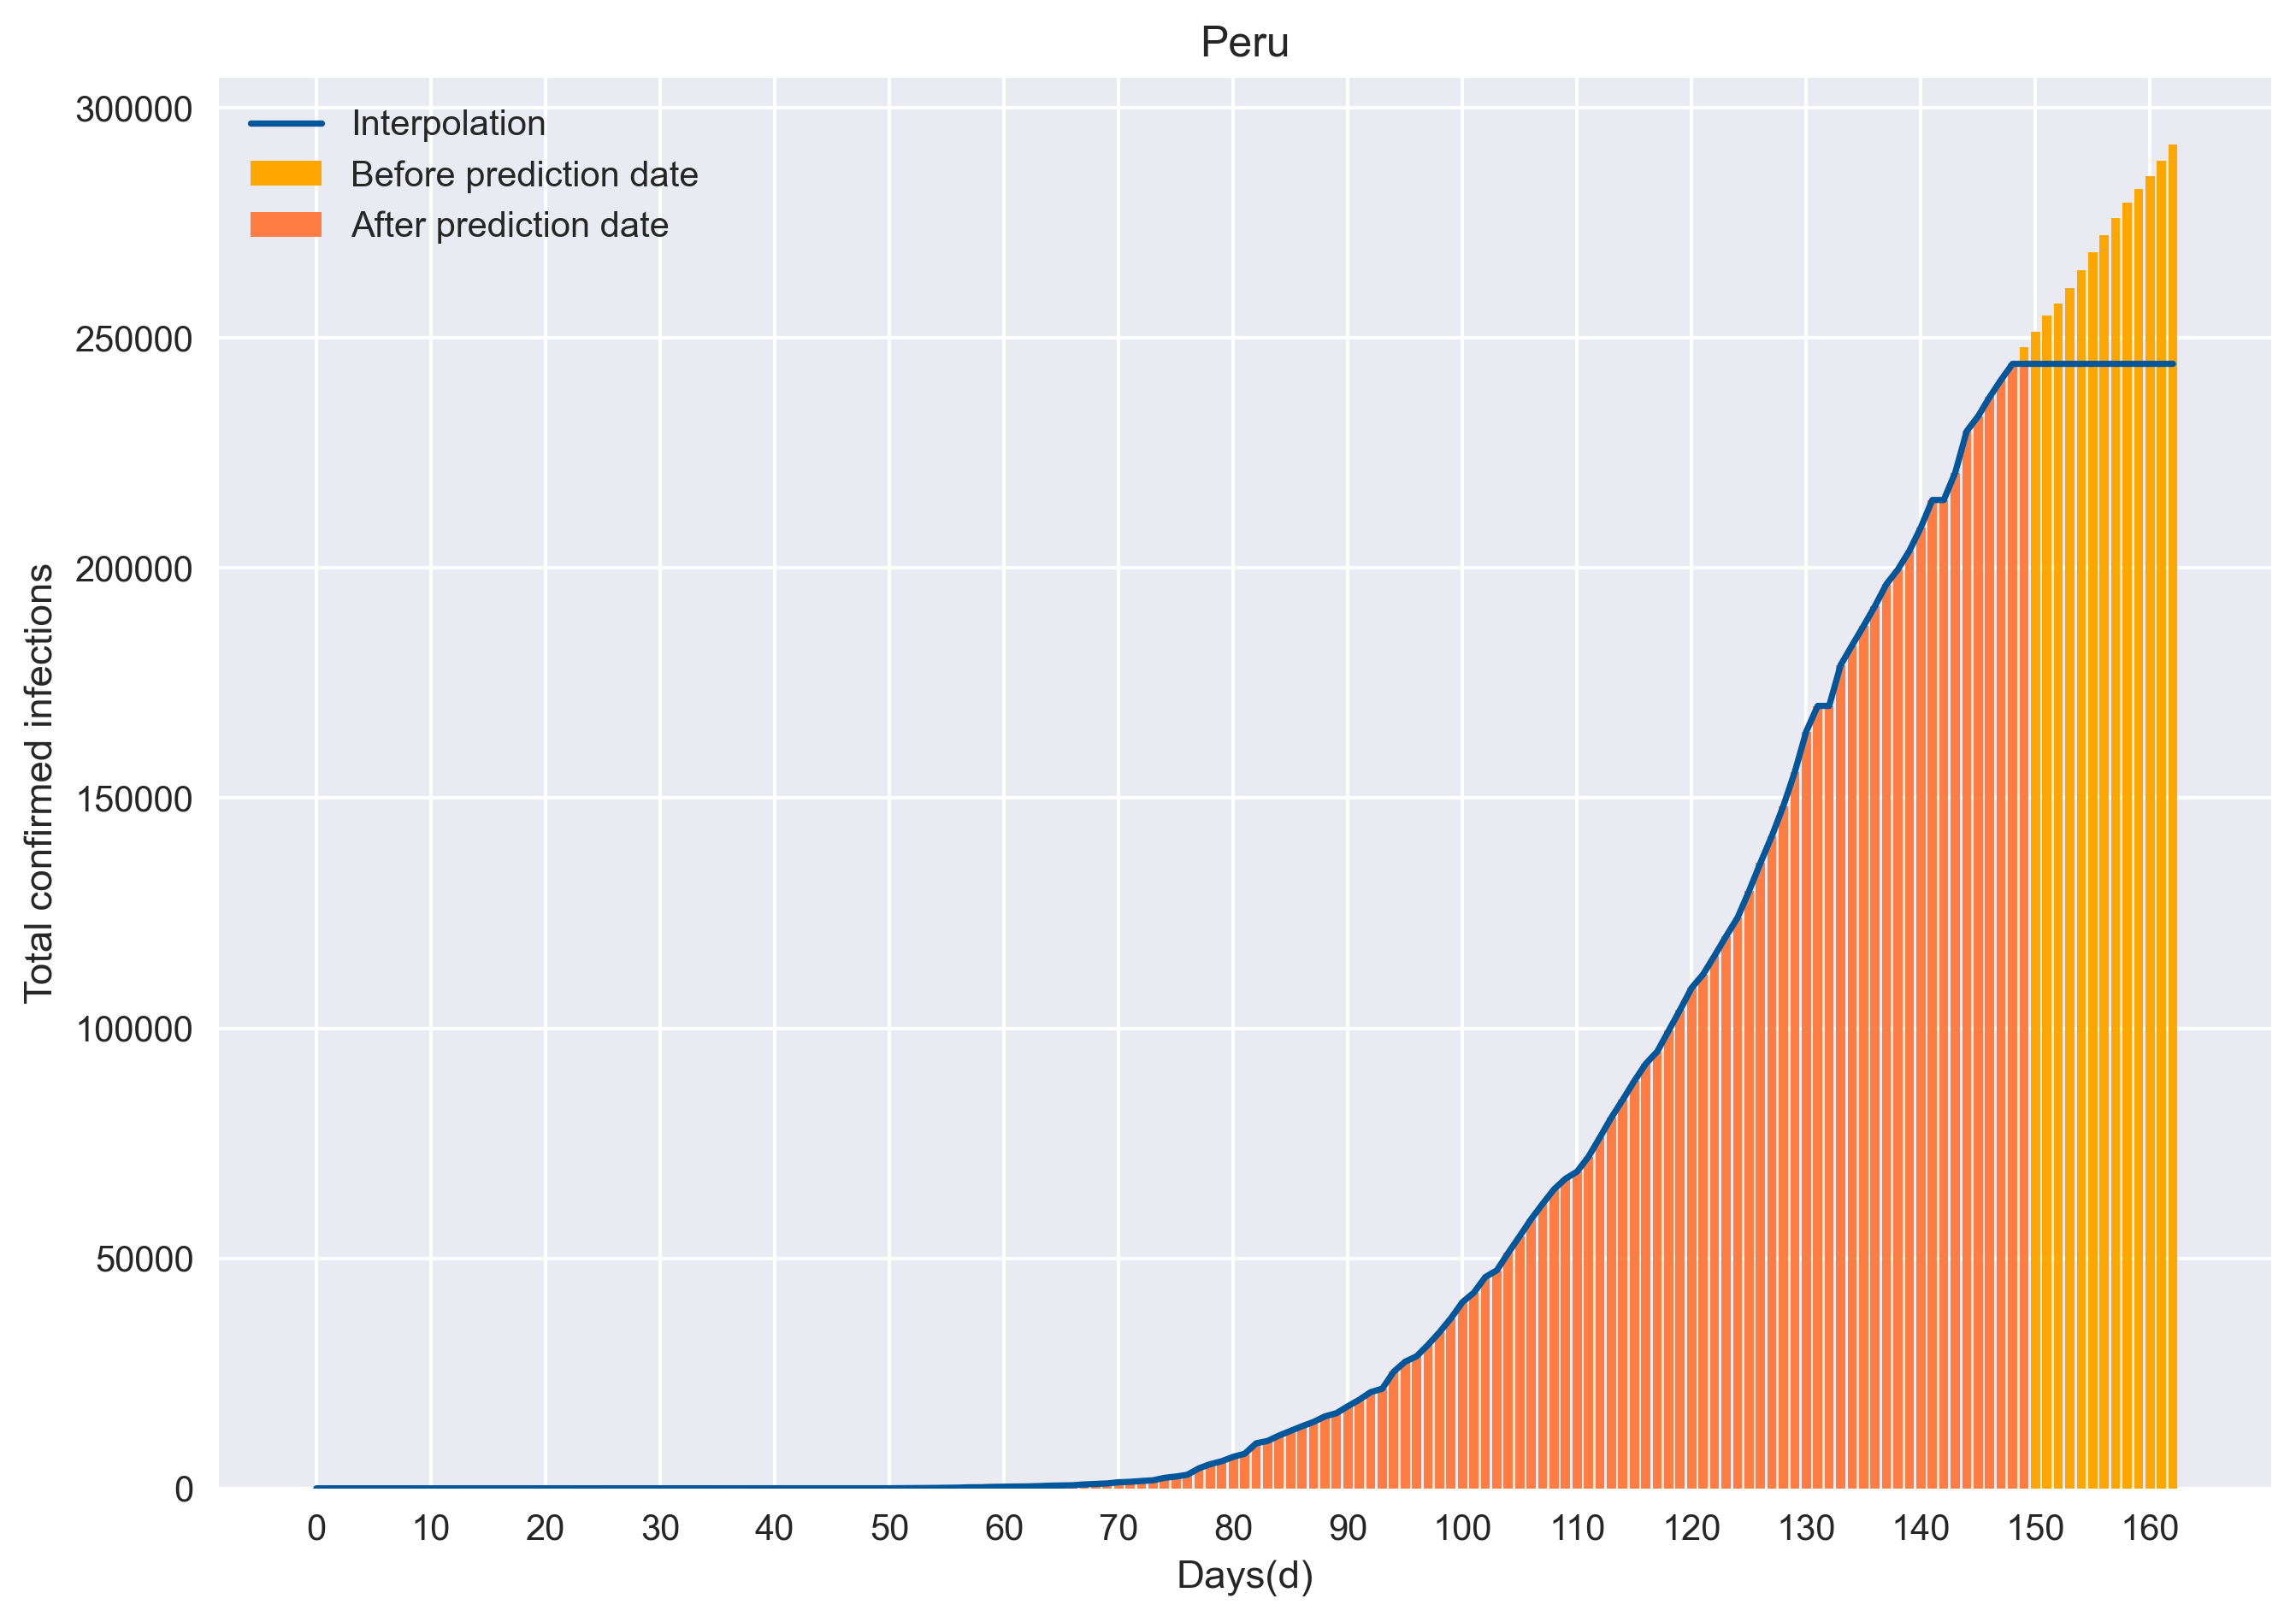 Peru
300000
250000
200000
150000
100000
50000
0
Interpolation
Before prediction date
After prediction date
Total confirmed infections
0 10 20 30 40 50 60 70 80 90 100 110 120 130 140 150 160
Days(d)